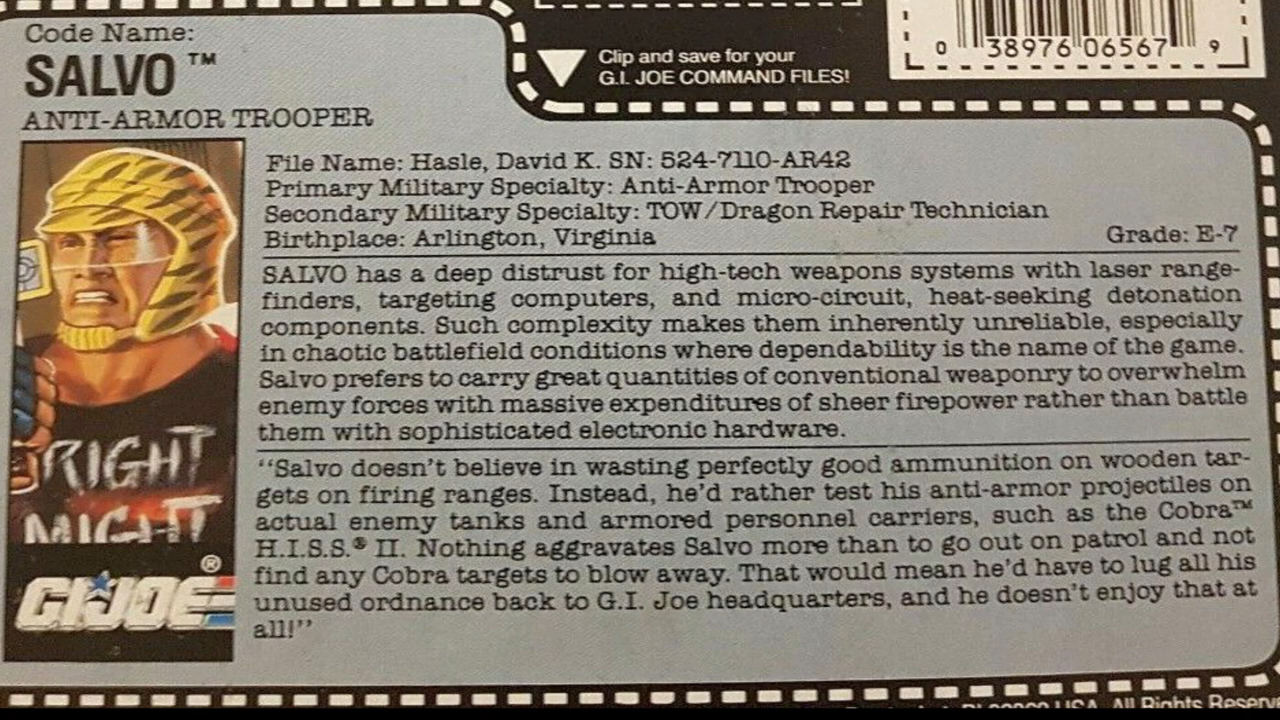 Code Name:
SALVO ™
ANTI-ARMOR TROOPER
Clip and save for your
G.I. JOE COMMAND FILES!
0 38976 06567 9
File Name: Hasle, David K. SN: 524-7110-AR42
Primary Military Specialty: Anti-Armor Trooper
Secondary Military Specialty: TOW/Dragon Repair Technician
Birthplace: Arlington, Virginia Grade: E-7
SALVO has a deep distrust for high-tech weapons systems with laser range-
finders, targeting computers, and micro-circuit, heat-seeking detonation
components. Such complexity makes them inherently unreliable, especially
in chaotic battlefield conditions where dependability is the name of the game.
Salvo prefers to carry great quantities of conventional weaponry to overwhelm
enemy forces with massive expenditures of sheer firepower rather than battle
them with sophisticated electronic hardware.
"Salvo doesn't believe in wasting perfectly good ammunition on wooden tar-
gets on firing ranges. Instead, he'd rather test his anti-armor projectiles on
actual enemy tanks and armored personnel carriers, such as the Cobra™
H.I.S.S.® II. Nothing aggravates Salvo more than to go out on patrol and not
find any Cobra targets to blow away. That would mean he'd have to lug all his
unused ordnance back to G.I. Joe headquarters, and he doesn't enjoy that at
all!"
RIGHT
MIGHT
GI JOE®
USA. All Rights